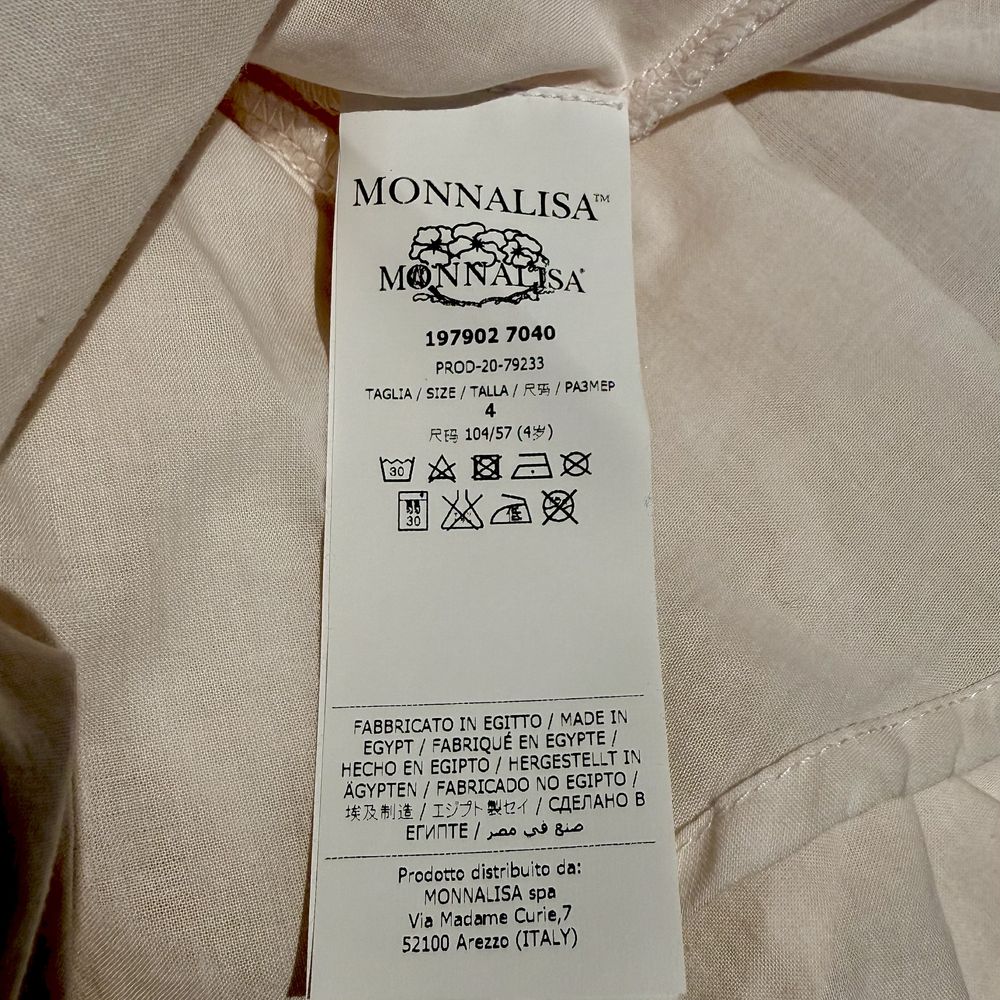 MONNALISA™
MONNALISA®
197902 7040
PROD-20-79233
TAGLIA / SIZE / TALLA / 尺码 / РАЗМЕР
4
尺码 104/57 (4岁)
30
30 低
FABBRICATO IN EGITTO / MADE IN
EGYPT / FABRIQUÉ EN EGYPTE /
HECHO EN EGIPTO / HERGESTELLT IN
ÄGYPTEN / FABRICADO NO EGIPTO /
埃及制造 / エジプト製セイ / СДЕЛАНО В
ЕГИПТЕ / صنع في مصر
Prodotto distribuito da:
MONNALISA spa
Via Madame Curie,7
52100 Arezzo (ITALY)